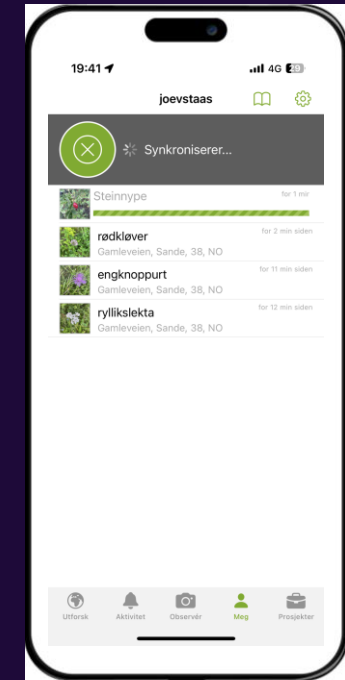 19:41
4G 29
joevstaas
Synkroniserer...
Steinnype
for 1 mir
rødkløver
for 2 min siden
Gamleveien, Sande, 38, NO
engknoppurt
for 11 min siden
Gamleveien, Sande, 38, NO
ryllikslekta
for 12 min siden
Gamleveien, Sande, 38, NO
Utforsk
Aktivitet
Observér
Meg
Prosjekter